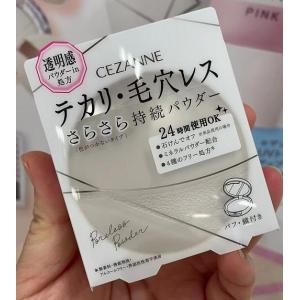 透明感
パウダーin
処方
CEZANNE
テカリ・毛穴レス
さらさら持続パウダー
24時間使用OK
●石けんでオフ
●ミネラルパウダー配合
●4種のフリー処方※
Poreless
Powder
パフ・鏡付き
PINK